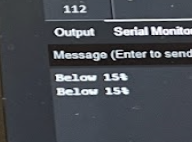 112
Output Serial Monitor
Message (Enter to send
Below 15%
Below 15%